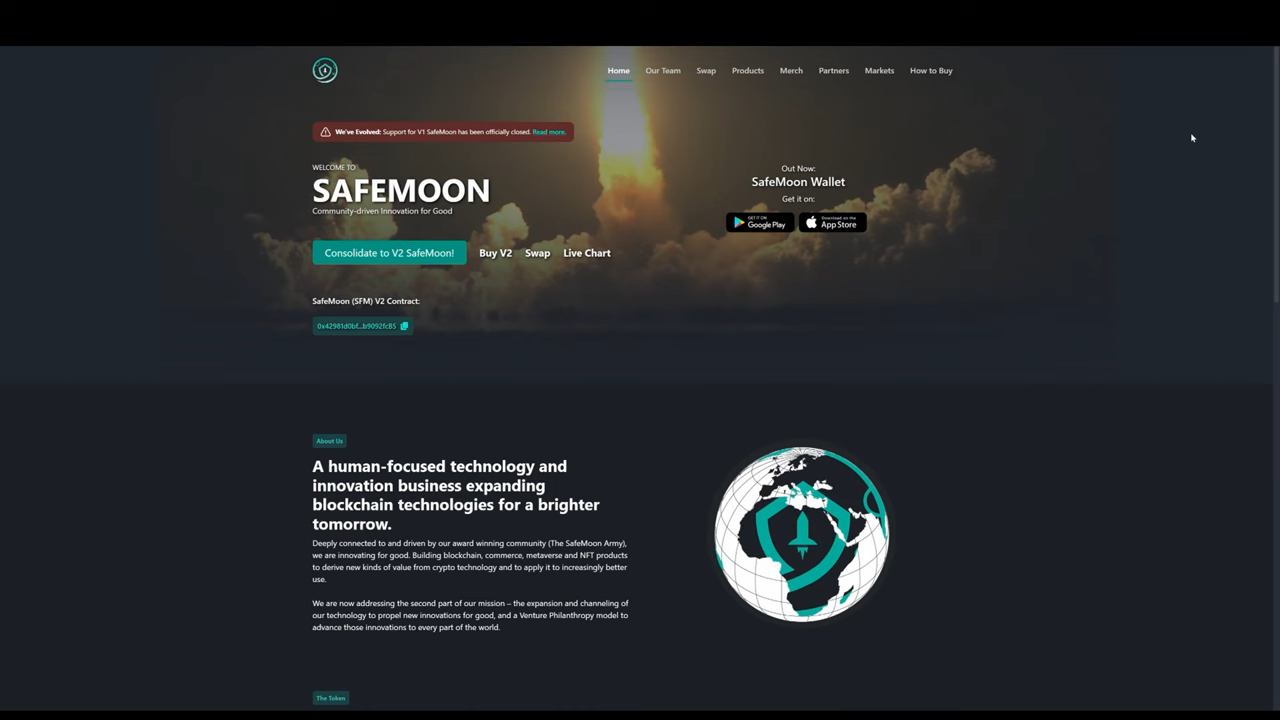 Home Our Team Swap Products Merch Partners Markets How to Buy
We've Evolved: Support for V1 SafeMoon has been officially closed. Read more.
WELCOME TO
SAFEMOON
Community-driven Innovation for Good
Out Now:
SafeMoon Wallet
Get it on:
GET IT ON
Google Play
Download on the
App Store
Consolidate to V2 SafeMoon! Buy V2 Swap Live Chart
SafeMoon (SFM) V2 Contract:
0x42981d0bf...b9092fcB5
About Us
A human-focused technology and
innovation business expanding
blockchain technologies for a brighter
tomorrow.
Deeply connected to and driven by our award winning community (The SafeMoon Army),
we are innovating for good. Building blockchain, commerce, metaverse and NFT products
to derive new kinds of value from crypto technology and to apply it to increasingly better
use.
We are now addressing the second part of our mission – the expansion and channeling of
our technology to propel new innovations for good, and a Venture Philanthropy model to
advance those innovations to every part of the world.
The Token